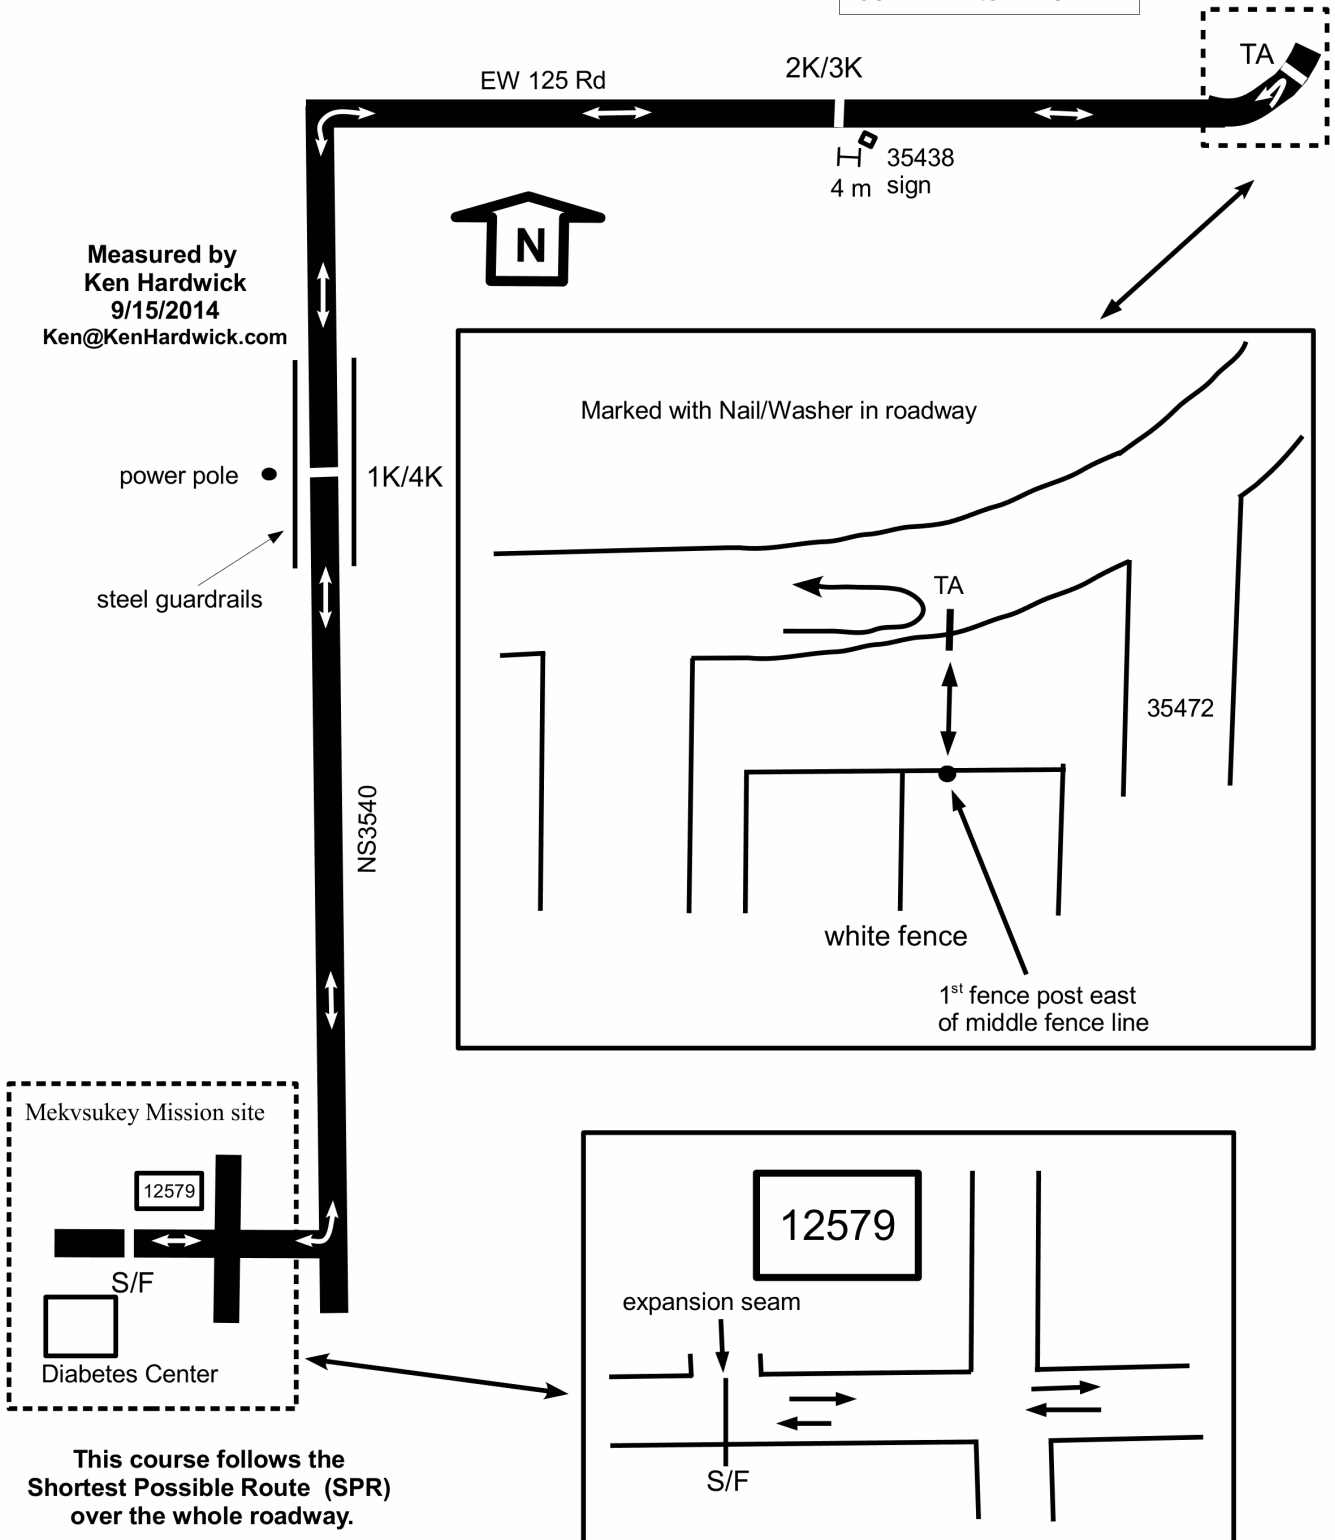 TA
2K/3K
EW 125 Rd
35438
4 m sign
N
Measured by
Ken Hardwick
9/15/2014
Ken@KenHardwick.com
Marked with Nail/Washer in roadway
power pole
1K/4K
steel guardrails
TA
35472
NS3540
white fence
1st fence post east
of middle fence line
Mekvsukey Mission site
12579
S/F
Diabetes Center
12579
expansion seam
S/F
This course follows the
Shortest Possible Route (SPR)
over the whole roadway.